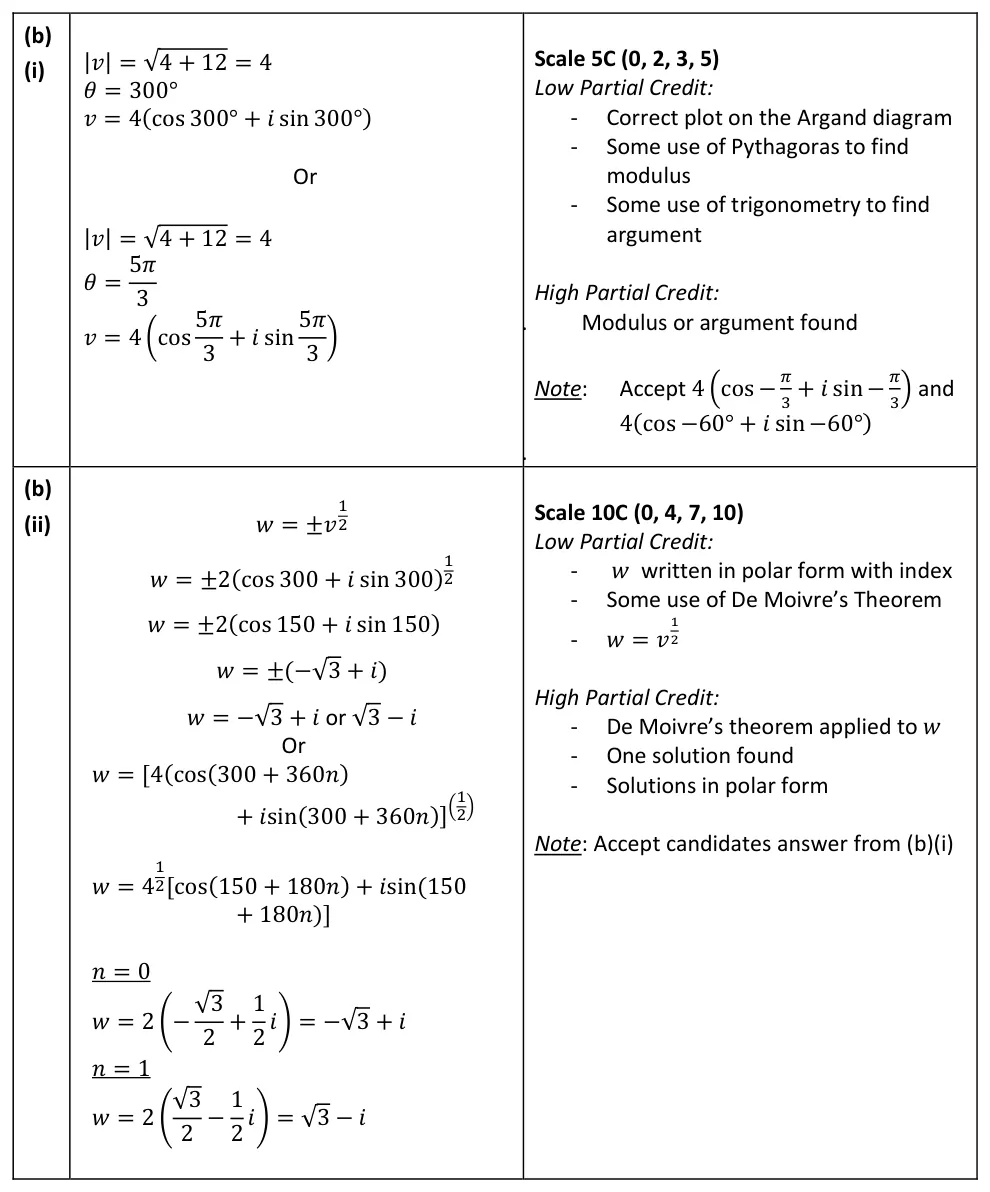 (b)
(i)
|v| = √(4 + 12) = 4
θ = 300°
v = 4(cos 300° + i sin 300°)
Or
|v| = √(4 + 12) = 4
θ = 5π/3
v = 4(cos 5π/3 + i sin 5π/3)
Scale 5C (0, 2, 3, 5)
Low Partial Credit:
- Correct plot on the Argand diagram
- Some use of Pythagoras to find
modulus
- Some use of trigonometry to find
argument
High Partial Credit:
. Modulus or argument found
Note: Accept 4 (cos −π/3 + i sin −π/3) and
4(cos −60° + i sin −60°)
.
(b)
(ii)
w = ±v^(1/2)
w = ±2(cos 300 + i sin 300)^(1/2)
w = ±2(cos 150 + i sin 150)
w = ±(−√3 + i)
w = −√3 + i or √3 − i
Or
w = [4(cos(300 + 360n)
+ isin(300 + 360n)]^(1/2)
w = 4^(1/2)[cos(150 + 180n) + isin(150
+ 180n)]
n = 0
w = 2(−√3/2 + 1/2 i) = −√3 + i
n = 1
w = 2(√3/2 − 1/2 i) = √3 − i
Scale 10C (0, 4, 7, 10)
Low Partial Credit:
- w written in polar form with index
- Some use of De Moivre’s Theorem
- w = v^(1/2)
High Partial Credit:
- De Moivre’s theorem applied to w
- One solution found
- Solutions in polar form
Note: Accept candidates answer from (b)(i)